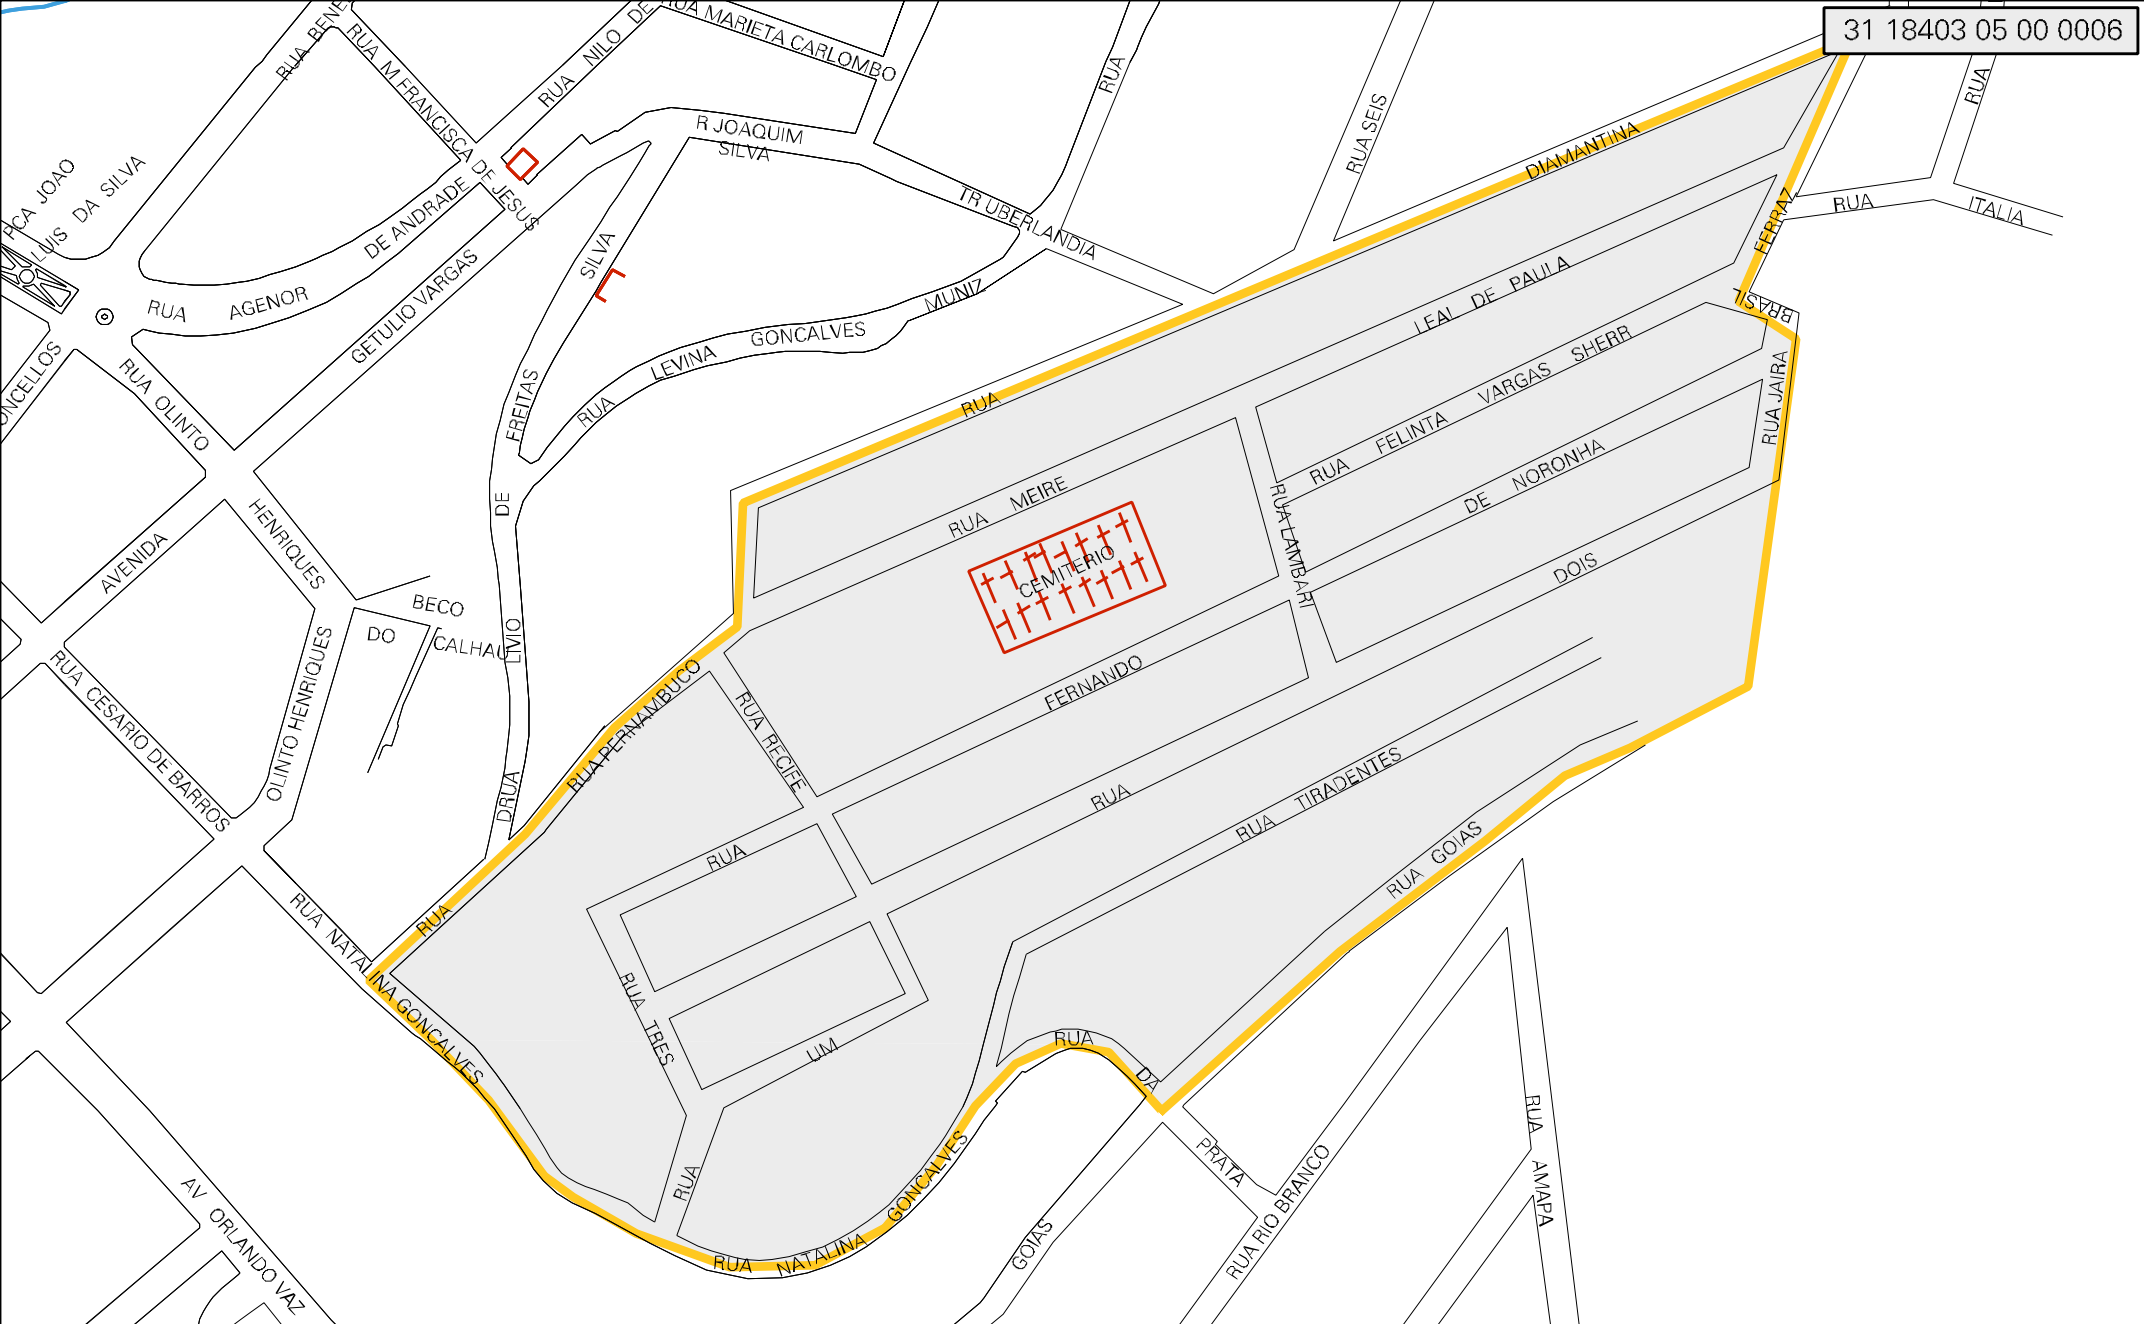 31 18403 05 00 0006
RUA MARIETA CARLOMBO
RUA NILO DE
RUA M FRANCISCA DE JESUS
RUA
RUA SEIS
RUA
R JOAQUIM
SILVA
DIAMANTINA
PCA JOAO
LUIS DA SILVA
DE ANDRADE
TR UBERLANDIA
FERRAZ
RUA
ITALIA
SILVA
RUA
AGENOR
GETULIO VARGAS
MUNIZ
LEAL DE PAULA
BRASIL
GONCALVES
LEVINA
RUA
RUA OLINTO
FREITAS
RUA
VARGAS SHERR
RUA FELINTA
RUA JAIRA
DE NORONHA
RUA MEIRE
RUA LAMBARI
DE
HENRIQUES
AVENIDA
CEMITERIO
DOIS
BECO
DO
CALHAU
LIVIO
RUA CESARIO DE BARROS
OLINTO HENRIQUES
RUA PERNAMBUCO
RUA RECIFE
FERNANDO
DRUA
RUA
RUA TIRADENTES
RUA GOIAS
RUA
RUA
RUA NATALINA GONCALVES
RUA TRES
UM
RUA
DA
PRATA
RUA
AMAPA
RUA
GONCALVES
RUA NATALINA
GOIAS
RUA RIO BRANCO
AV ORLANDO VAZ